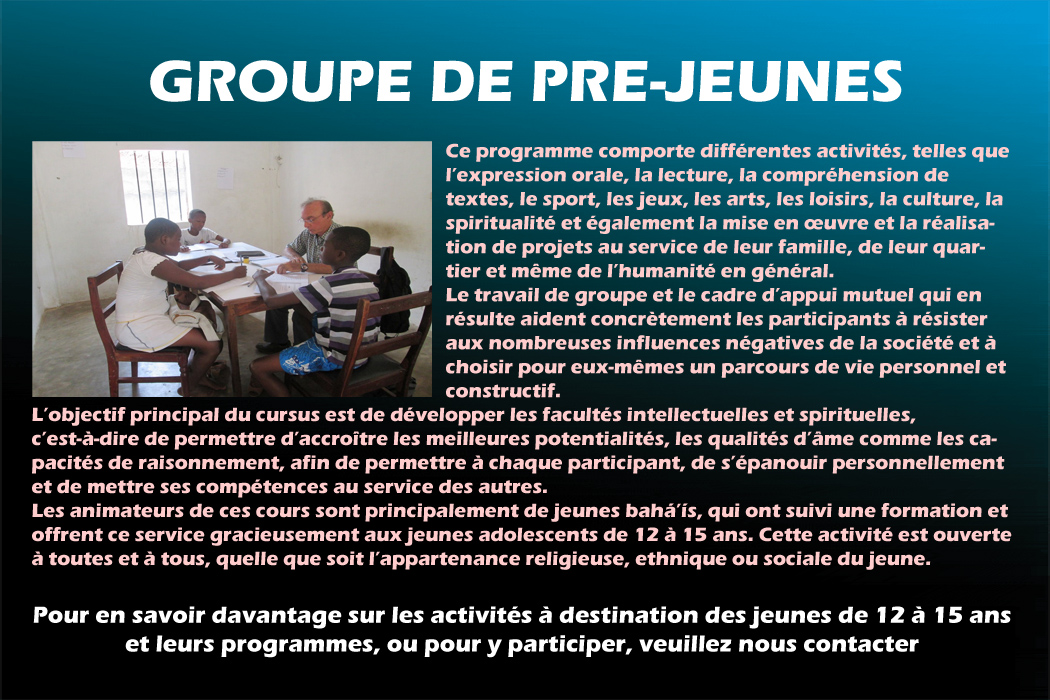 GROUPE DE PRE-JEUNES
Ce programme comporte différentes activités, telles que
l'expression orale, la lecture, la compréhension de
textes, le sport, les jeux, les arts, les loisirs, la culture, la
spiritualité et également la mise en œuvre et la réalisa-
tion de projets au service de leur famille, de leur quar-
tier et même de l'humanité en général.
Le travail de groupe et le cadre d'appui mutuel qui en
résulte aident concrètement les participants à résister
aux nombreuses influences négatives de la société et à
choisir pour eux-mêmes un parcours de vie personnel et
constructif.
L'objectif principal du cursus est de développer les facultés intellectuelles et spirituelles,
c'est-à-dire de permettre d'accroître les meilleures potentialités, les qualités d'âme comme les ca-
pacités de raisonnement, afin de permettre à chaque participant, de s'épanouir personnellement
et de mettre ses compétences au service des autres.
Les animateurs de ces cours sont principalement de jeunes bahá'ís, qui ont suivi une formation et
offrent ce service gracieusement aux jeunes adolescents de 12 à 15 ans. Cette activité est ouverte
à toutes et à tous, quelle que soit l'appartenance religieuse, ethnique ou sociale du jeune.
Pour en savoir davantage sur les activités à destination des jeunes de 12 à 15 ans
et leurs programmes, ou pour y participer, veuillez nous contacter